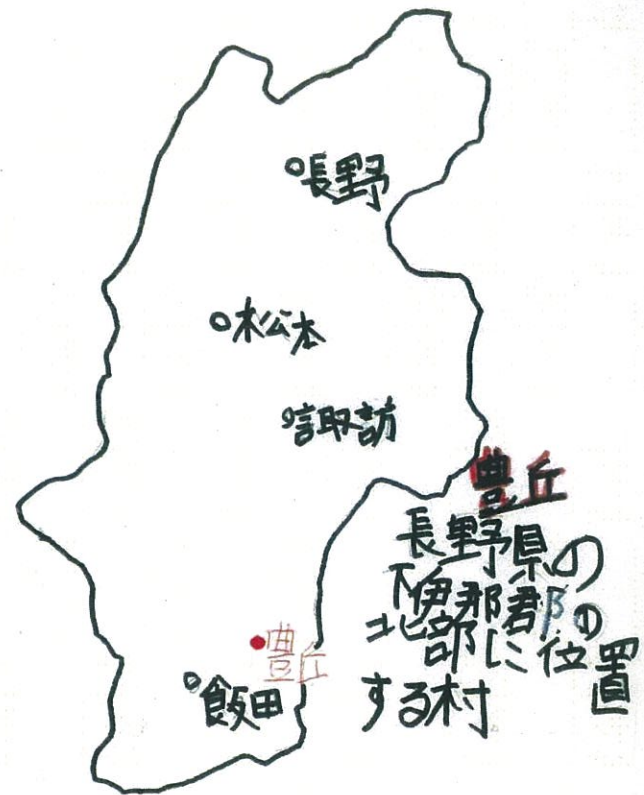 長野
松本
諏訪
豊丘
長野県の
下伊那郡の
北部に位置
する村
豊丘
飯田